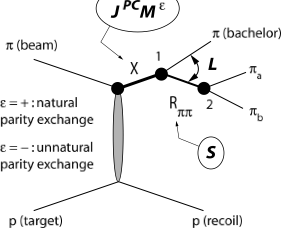 J^PC M^ε
π (beam)
1
π (bachelor)
X
L
π_a
ε = + : natural
parity exchange
R_ππ
2
π_b
ε = − : unnatural
parity exchange
S
p (target)
p (recoil)